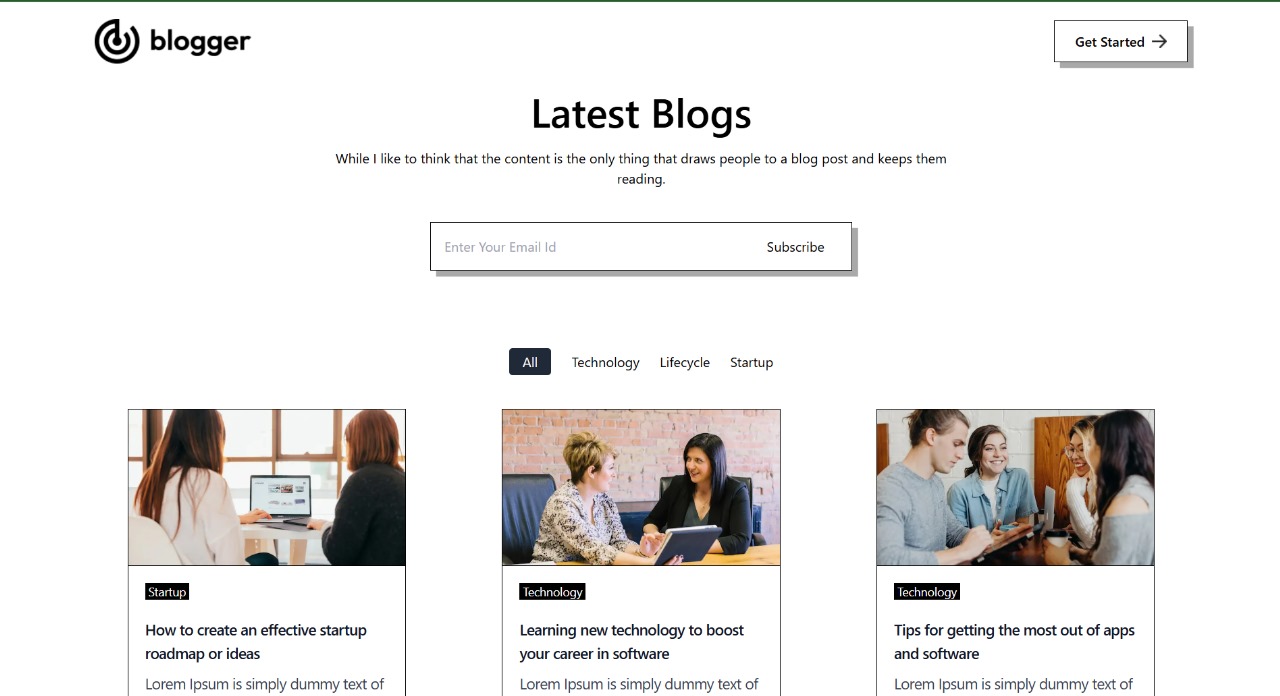 blogger
Get Started
Latest Blogs
While I like to think that the content is the only thing that draws people to a blog post and keeps them
reading.
Enter Your Email Id
Subscribe
All
Technology
Lifecycle
Startup
Startup
How to create an effective startup
roadmap or ideas
Lorem Ipsum is simply dummy text of
Technology
Learning new technology to boost
your career in software
Lorem Ipsum is simply dummy text of
Technology
Tips for getting the most out of apps
and software
Lorem Ipsum is simply dummy text of